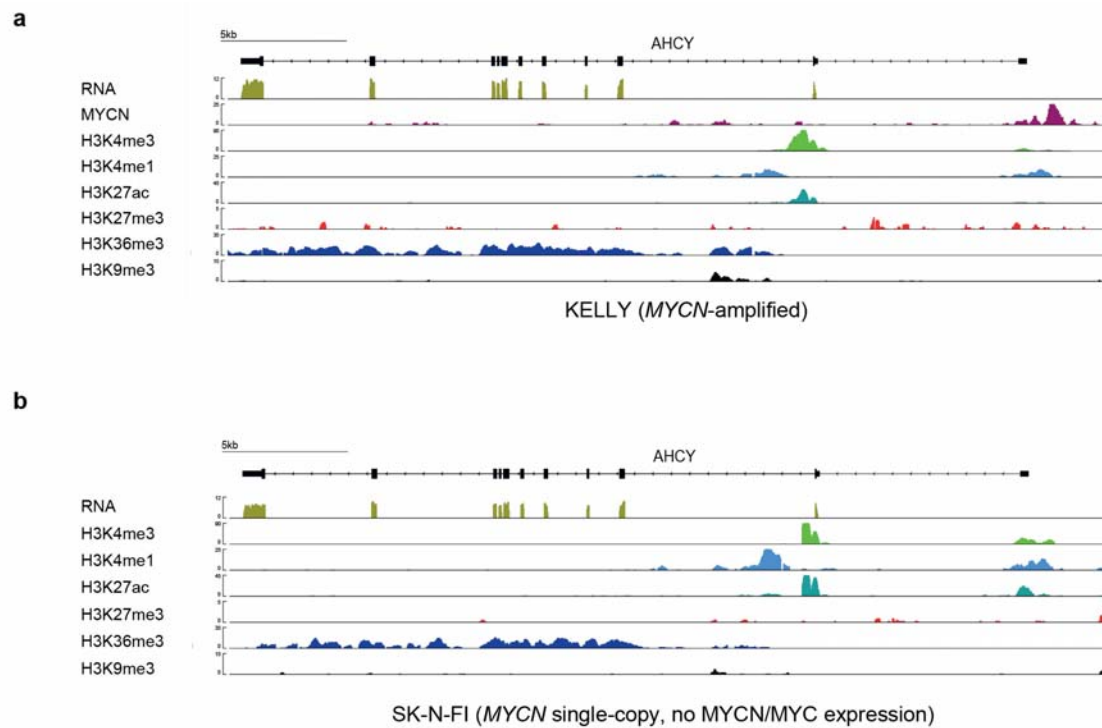 a
5kb
AHCY
RNA
MYCN
H3K4me3
H3K4me1
H3K27ac
H3K27me3
H3K36me3
H3K9me3
KELLY (MYCN-amplified)
b
5kb
AHCY
RNA
H3K4me3
H3K4me1
H3K27ac
H3K27me3
H3K36me3
H3K9me3
SK-N-FI (MYCN single-copy, no MYCN/MYC expression)